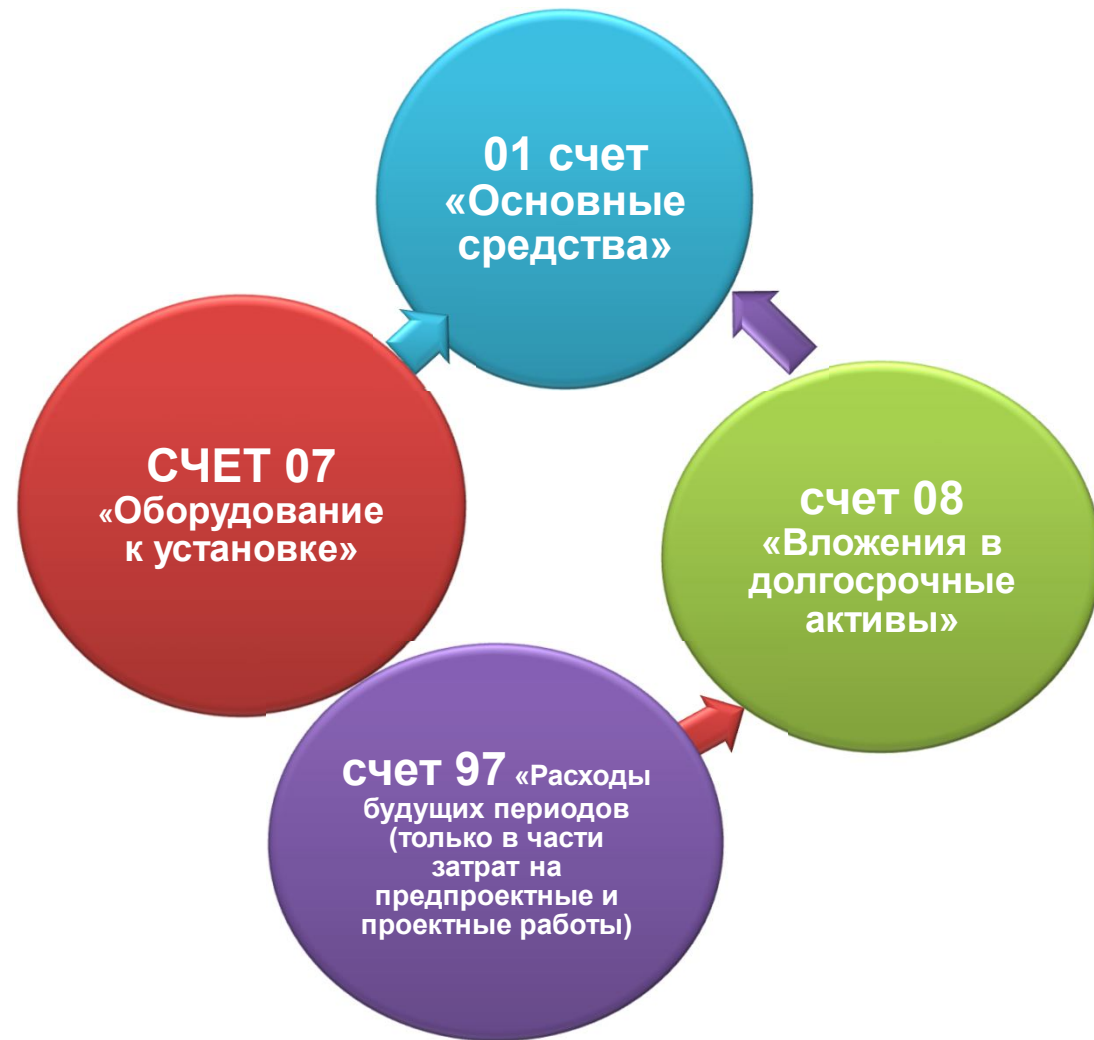 01 счет
«Основные
средства»
СЧЕТ 07
«Оборудование
к установке»
счет 08
«Вложения в
долгосрочные
активы»
счет 97 «Расходы
будущих периодов
(только в части
затрат на
предпроектные и
проектные работы)